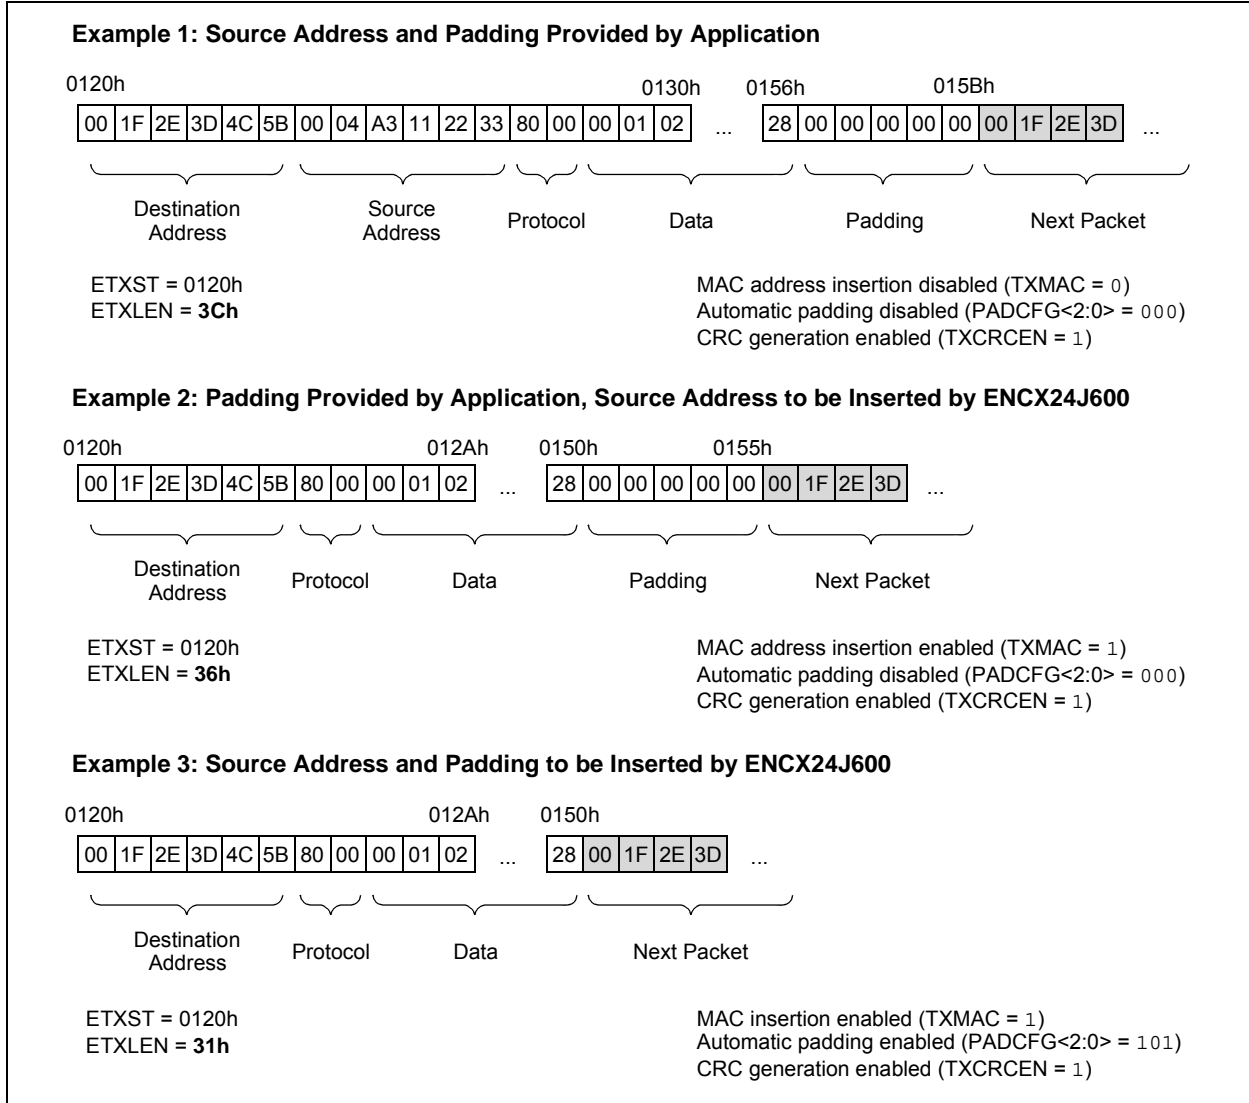 Example 1: Source Address and Padding Provided by Application
0120h 0130h 0156h 015Bh
00 1F 2E 3D 4C 5B 00 04 A3 11 22 33 80 00 00 01 02 ... 28 00 00 00 00 00 00 1F 2E 3D ...
Destination Address Source Address Protocol Data Padding Next Packet
ETXST = 0120h
ETXLEN = 3Ch
MAC address insertion disabled (TXMAC = 0)
Automatic padding disabled (PADCFG<2:0> = 000)
CRC generation enabled (TXCRCEN = 1)
Example 2: Padding Provided by Application, Source Address to be Inserted by ENCX24J600
0120h 012Ah 0150h 0155h
00 1F 2E 3D 4C 5B 80 00 00 01 02 ... 28 00 00 00 00 00 00 1F 2E 3D ...
Destination Address Protocol Data Padding Next Packet
ETXST = 0120h
ETXLEN = 36h
MAC address insertion enabled (TXMAC = 1)
Automatic padding disabled (PADCFG<2:0> = 000)
CRC generation enabled (TXCRCEN = 1)
Example 3: Source Address and Padding to be Inserted by ENCX24J600
0120h 012Ah 0150h
00 1F 2E 3D 4C 5B 80 00 00 01 02 ... 28 00 1F 2E 3D ...
Destination Address Protocol Data Next Packet
ETXST = 0120h
ETXLEN = 31h
MAC insertion enabled (TXMAC = 1)
Automatic padding enabled (PADCFG<2:0> = 101)
CRC generation enabled (TXCRCEN = 1)